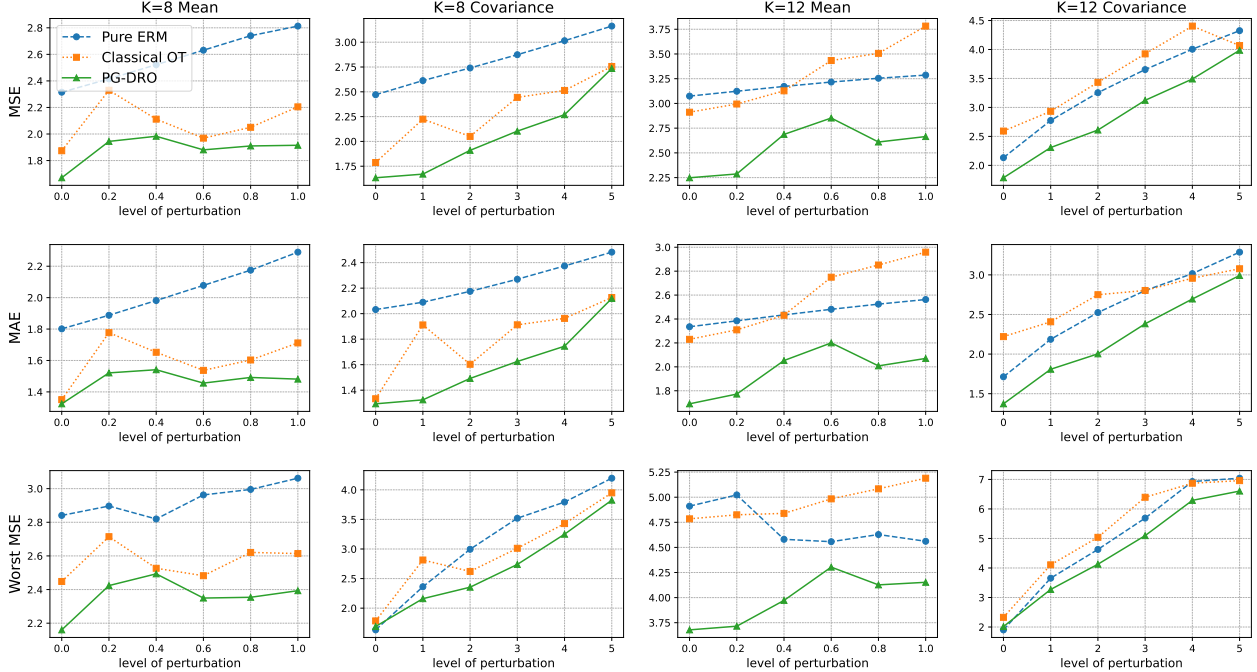 K=8 Mean
K=8 Covariance
K=12 Mean
K=12 Covariance
Pure ERM
Classical OT
PG-DRO
MSE
2.8
2.6
2.4
2.2
2.0
1.8
0.0 0.2 0.4 0.6 0.8 1.0
level of perturbation
3.00
2.75
2.50
2.25
2.00
1.75
0 1 2 3 4 5
level of perturbation
3.75
3.50
3.25
3.00
2.75
2.50
2.25
0.0 0.2 0.4 0.6 0.8 1.0
level of perturbation
4.5
4.0
3.5
3.0
2.5
2.0
0 1 2 3 4 5
level of perturbation
MAE
2.2
2.0
1.8
1.6
1.4
0.0 0.2 0.4 0.6 0.8 1.0
level of perturbation
2.4
2.2
2.0
1.8
1.6
1.4
0 1 2 3 4 5
level of perturbation
3.0
2.8
2.6
2.4
2.2
2.0
1.8
0.0 0.2 0.4 0.6 0.8 1.0
level of perturbation
3.0
2.5
2.0
1.5
0 1 2 3 4 5
level of perturbation
Worst MSE
3.0
2.8
2.6
2.4
2.2
0.0 0.2 0.4 0.6 0.8 1.0
level of perturbation
4.0
3.5
3.0
2.5
2.0
0 1 2 3 4 5
level of perturbation
5.25
5.00
4.75
4.50
4.25
4.00
3.75
0.0 0.2 0.4 0.6 0.8 1.0
level of perturbation
7
6
5
4
3
2
0 1 2 3 4 5
level of perturbation